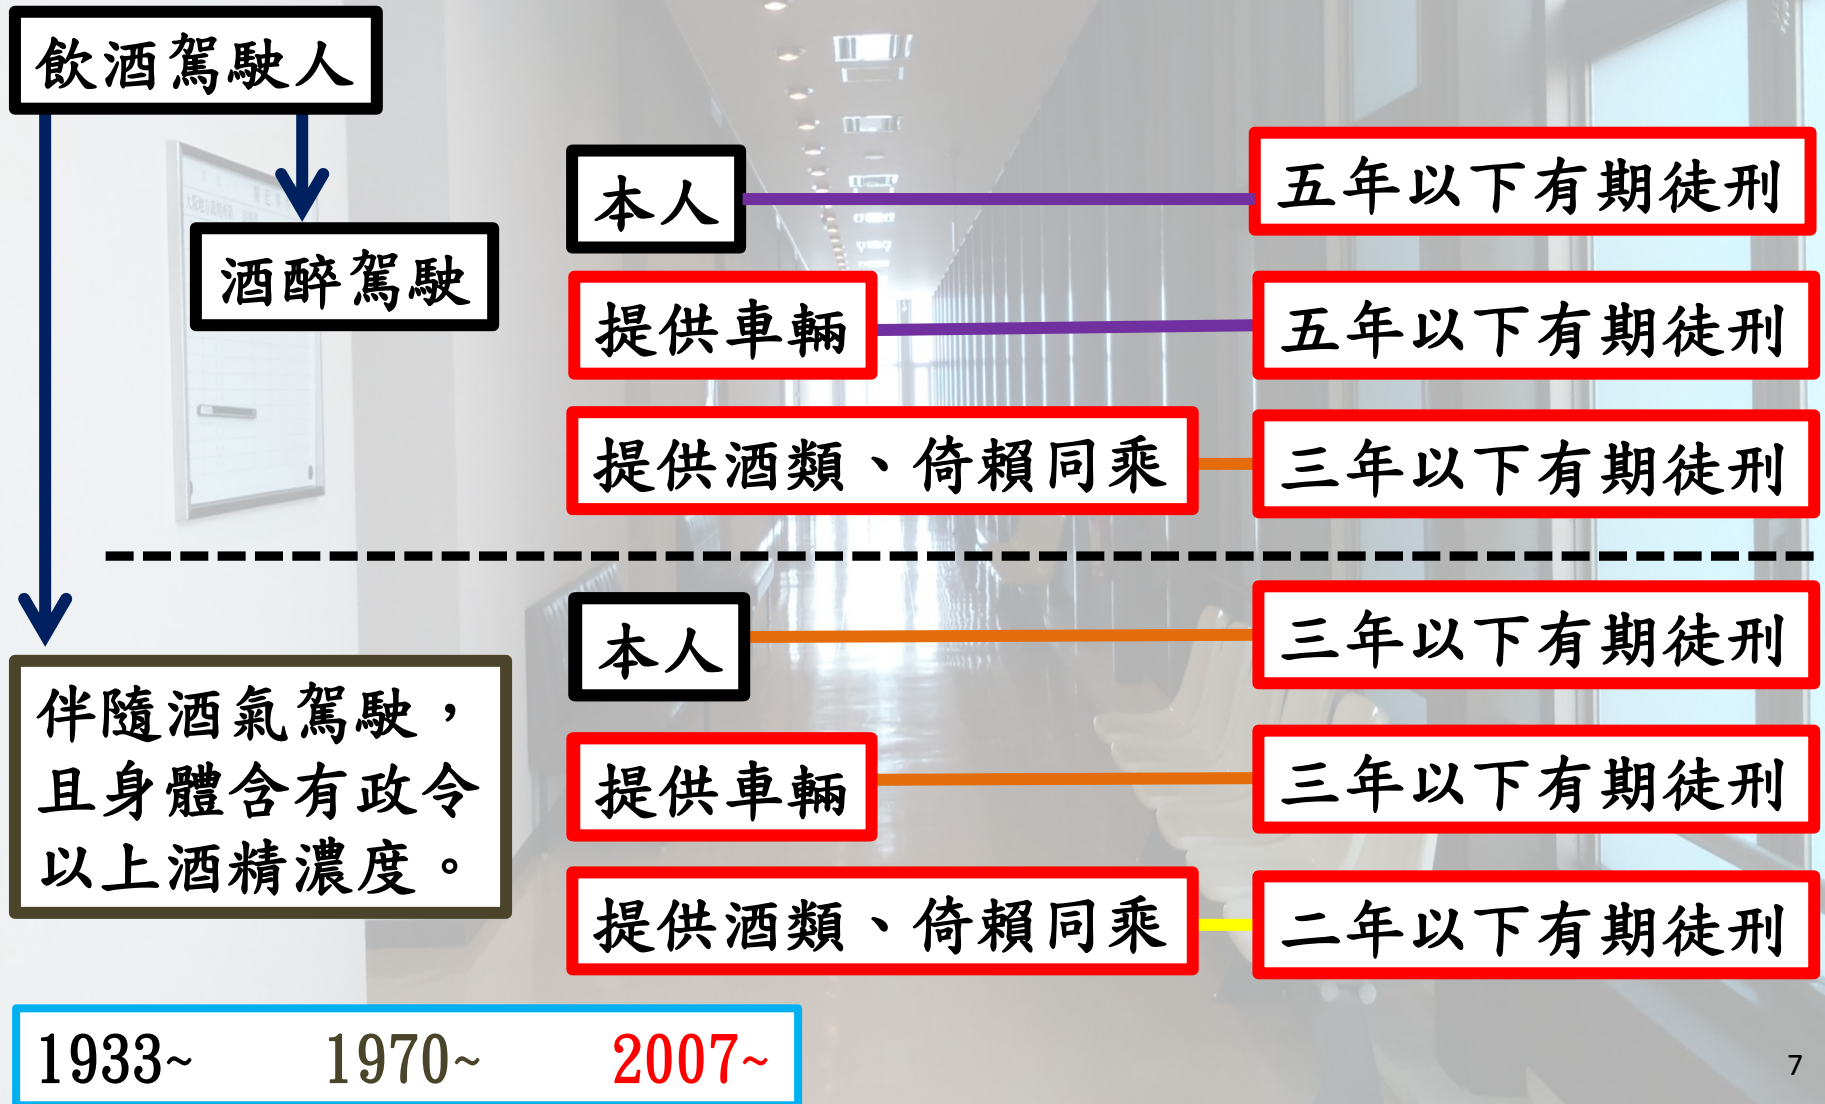 飲酒駕駛人
酒醉駕駛
本人
五年以下有期徒刑
提供車輛
五年以下有期徒刑
提供酒類、倚賴同乘
三年以下有期徒刑
伴隨酒氣駕駛，
且身體含有政令
以上酒精濃度。
本人
三年以下有期徒刑
提供車輛
三年以下有期徒刑
提供酒類、倚賴同乘
二年以下有期徒刑
1933~ 1970~ 2007~
7